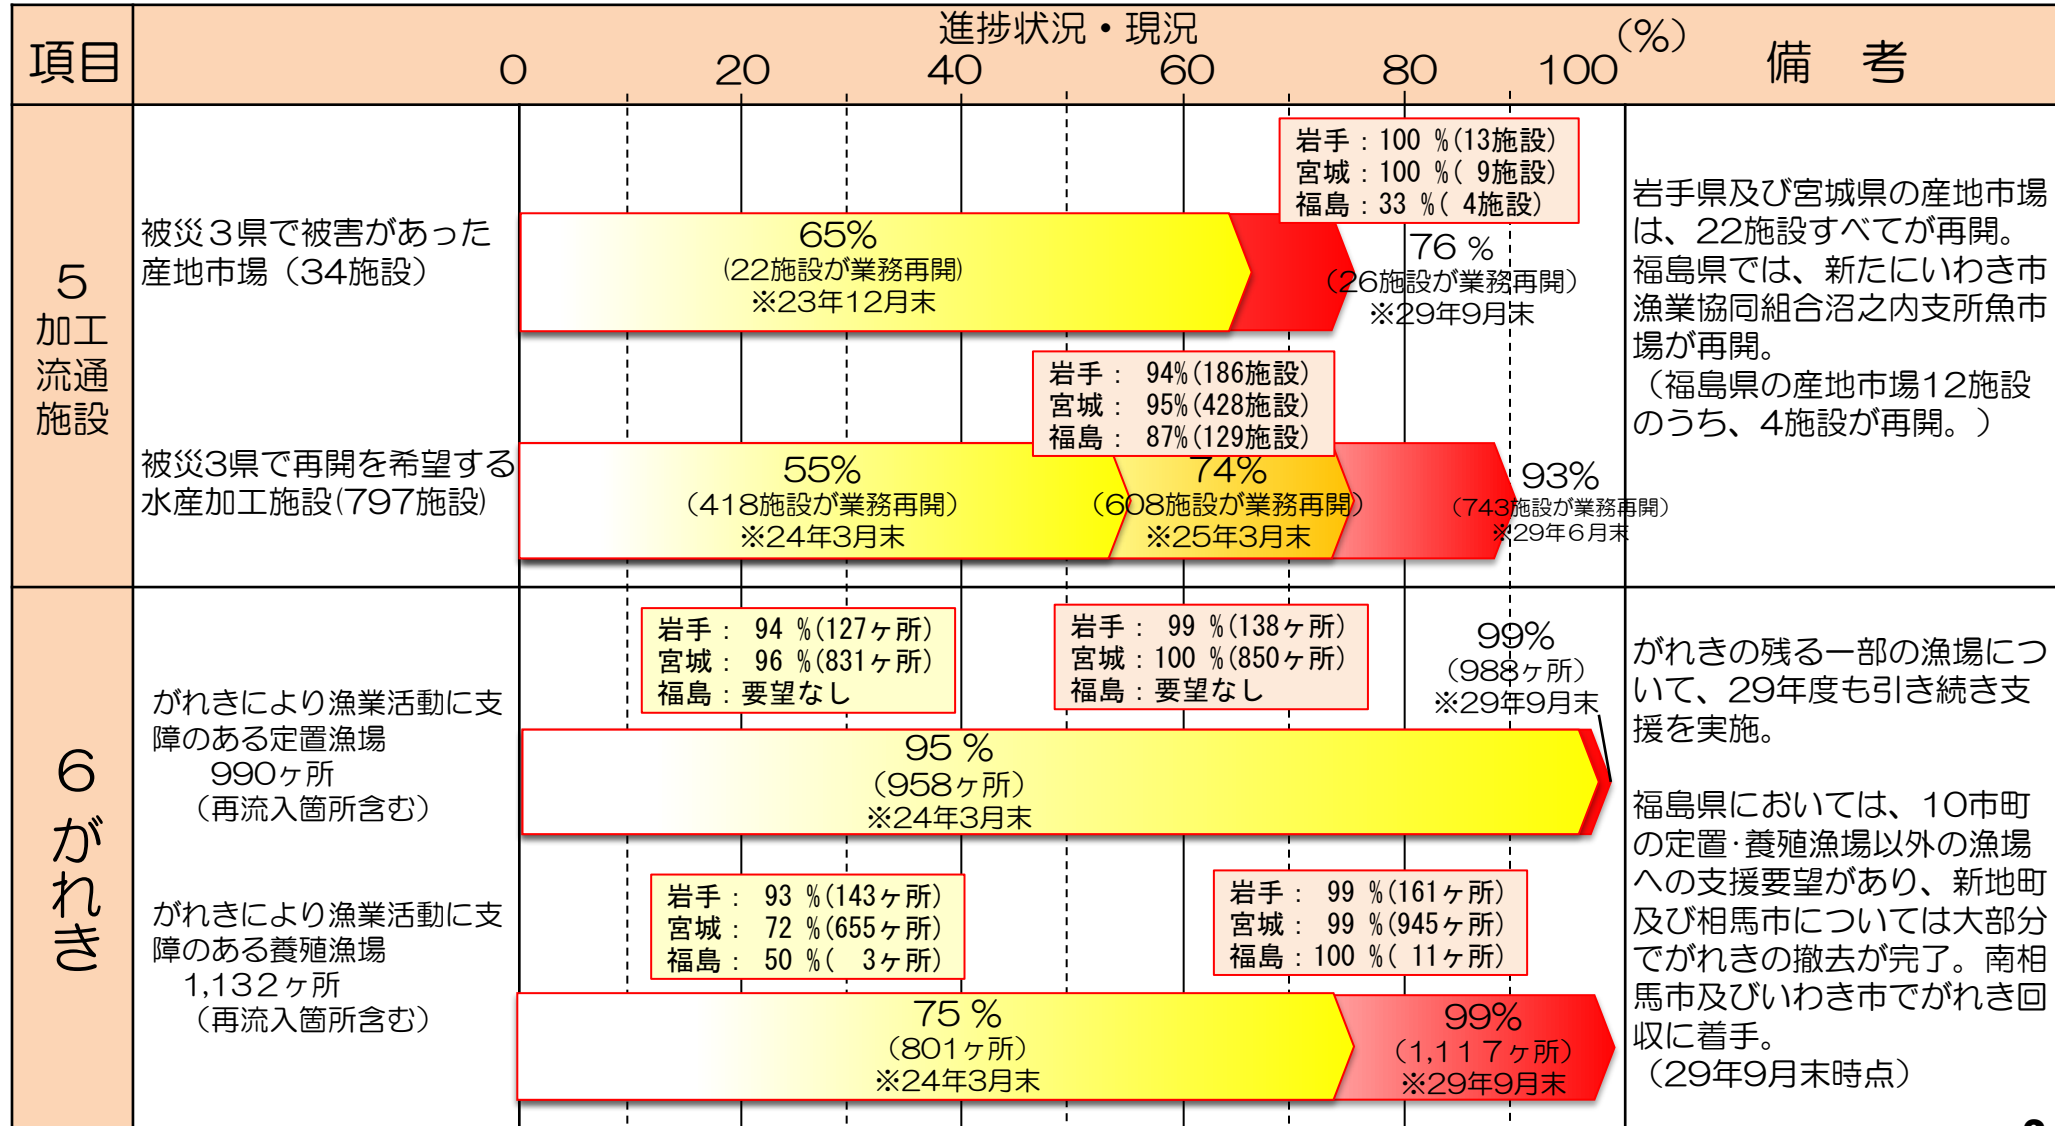 項目
進捗状況・現況
(%)
備 考
0 20 40 60 80 100
5
加工
流通
施設
被災３県で被害があった
産地市場（34施設）
65%
(22施設が業務再開)
※23年12月末
岩手：100 %(13施設)
宮城：100 %( 9施設)
福島：33 %( 4施設)
76 %
(26施設が業務再開)
※29年9月末
被災3県で再開を希望する
水産加工施設(797施設)
55%
(418施設が業務再開)
※24年3月末
岩手： 94%(186施設)
宮城： 95%(428施設)
福島： 87%(129施設)
74%
(608施設が業務再開)
※25年3月末
93%
(743施設が業務再開)
※29年6月末
岩手県及び宮城県の産地市場
は、22施設すべてが再開。
福島県では、新たにいわき市
漁業協同組合沼之内支所魚市
場が再開。
（福島県の産地市場12施設
のうち、4施設が再開。）
6
がれき
がれきにより漁業活動に支
障のある定置漁場
990ヶ所
（再流入箇所含む）
岩手： 94 %(127ヶ所)
宮城： 96 %(831ヶ所)
福島：要望なし
岩手： 99 %(138ヶ所)
宮城：100 %(850ヶ所)
福島：要望なし
99%
(988ヶ所)
※29年9月末
95 %
（958ヶ所）
※24年3月末
がれきにより漁業活動に支
障のある養殖漁場
1,132ヶ所
（再流入箇所含む）
岩手： 93 %(143ヶ所)
宮城： 72 %(655ヶ所)
福島： 50 %( 3ヶ所)
岩手： 99 %(161ヶ所)
宮城： 99 %(945ヶ所)
福島：100 %( 11ヶ所)
75 %
（801ヶ所）
※24年3月末
99%
（1,117ヶ所）
※29年9月末
がれきの残る一部の漁場につ
いて、29年度も引き続き支
援を実施。
福島県においては、10市町
の定置･養殖漁場以外の漁場
への支援要望があり、新地町
及び相馬市については大部分
でがれきの撤去が完了。南相
馬市及びいわき市でがれき回
収に着手。
（29年9月末時点）